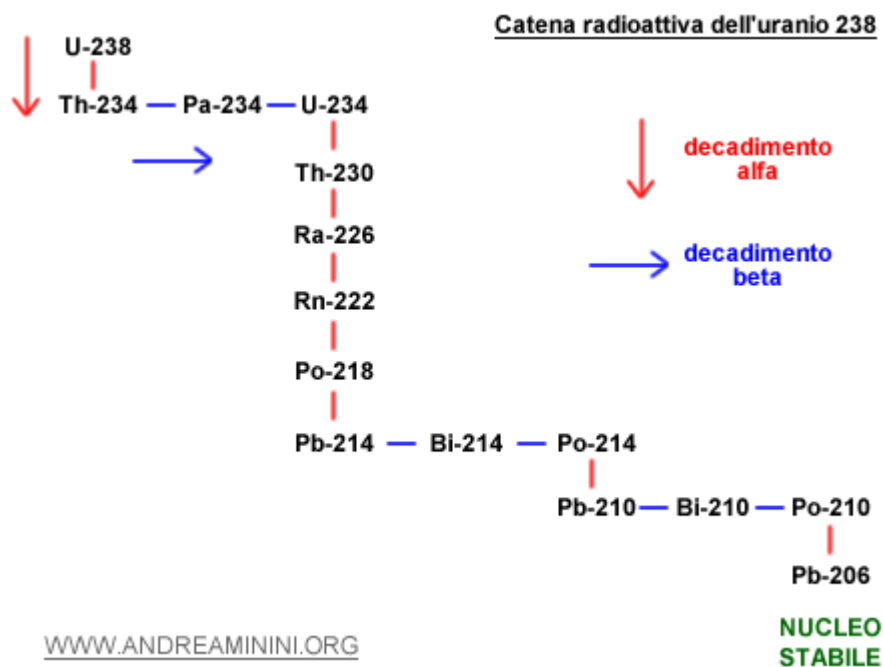 Catena radioattiva dell'uranio 238
U-238
Th-234 Pa-234 U-234
decadimento
alfa
Th-230
Ra-226
decadimento
beta
Rn-222
Po-218
Pb-214 Bi-214 Po-214
Pb-210 Bi-210 Po-210
Pb-206
NUCLEO
STABILE
WWW.ANDREAMININI.ORG